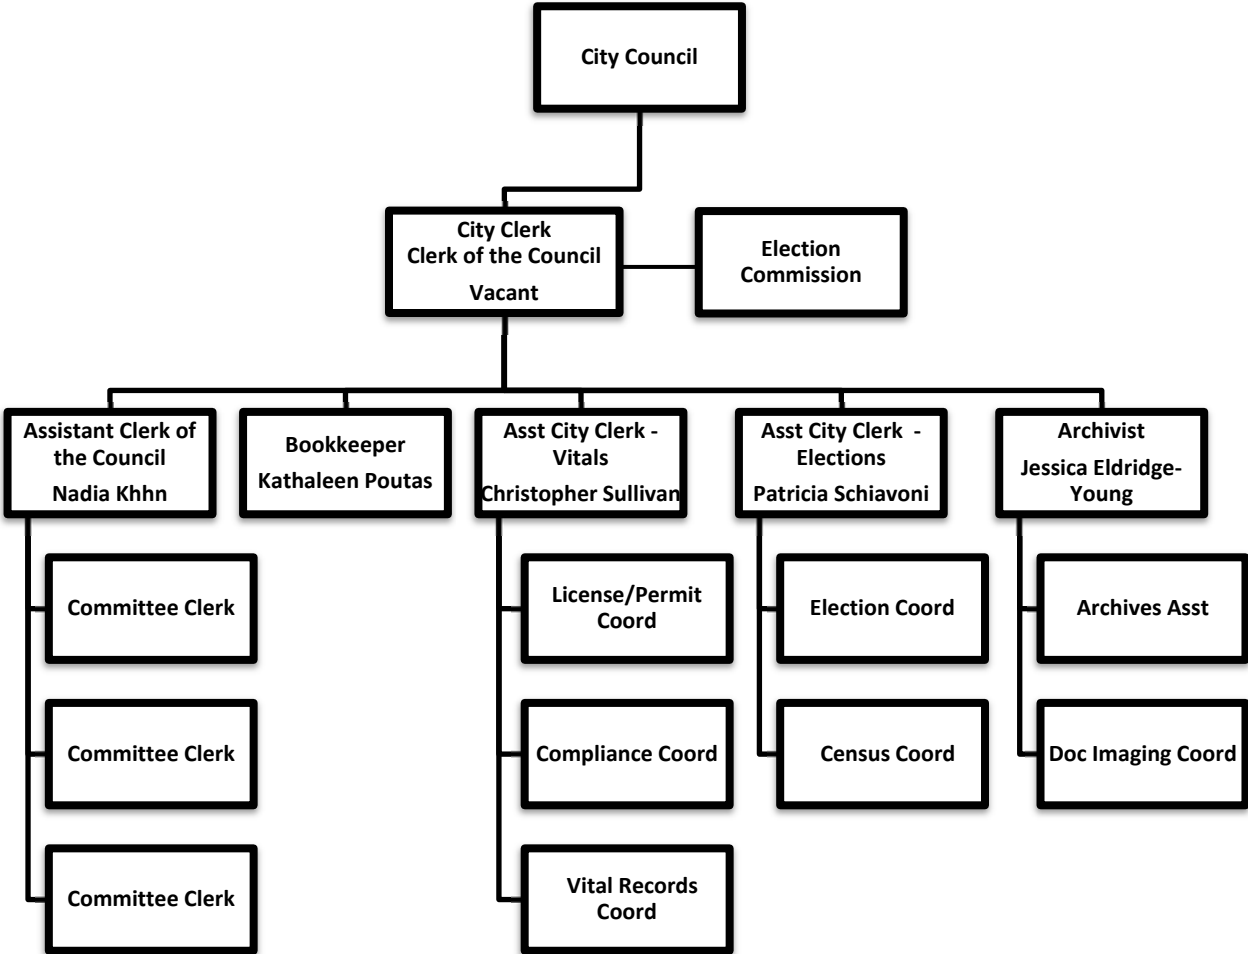 City Council
City Clerk
Clerk of the Council
Vacant
Election
Commission
Assistant Clerk of
the Council
Nadia Khhn
Bookkeeper
Kathaleen Poutas
Asst City Clerk -
Vitals
Christopher Sullivan
Asst City Clerk -
Elections
Patricia Schiavoni
Archivist
Jessica Eldridge-
Young
Committee Clerk
License/Permit
Coord
Election Coord
Archives Asst
Committee Clerk
Compliance Coord
Census Coord
Doc Imaging Coord
Committee Clerk
Vital Records
Coord